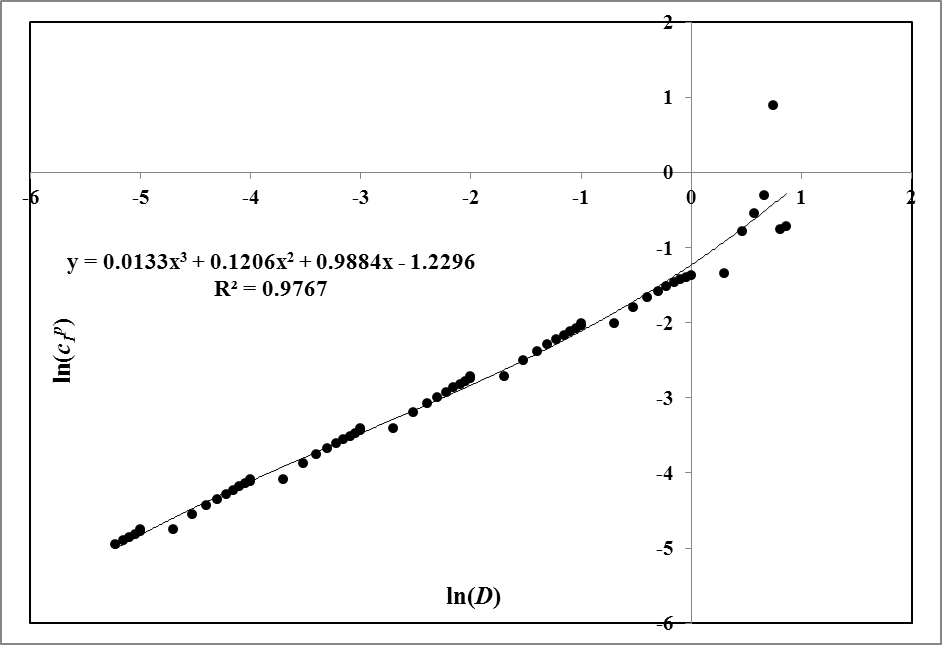 2
1
0
-6 -5 -4 -3 -2 -1 0 1 2
-1
y = 0.0133x³ + 0.1206x² + 0.9884x - 1.2296
R² = 0.9767
-2
ln(c₁ᵖ)
-3
-4
-5
ln(D)
-6